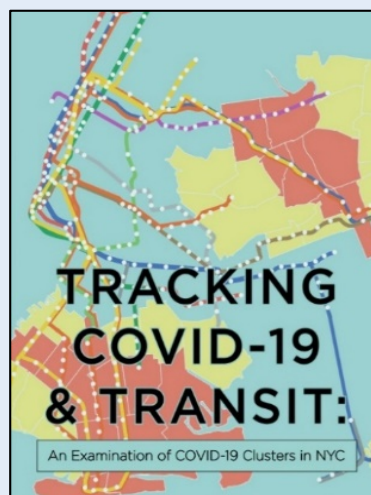 TRACKING
COVID-19
& TRANSIT:
An Examination of COVID-19 Clusters in NYC